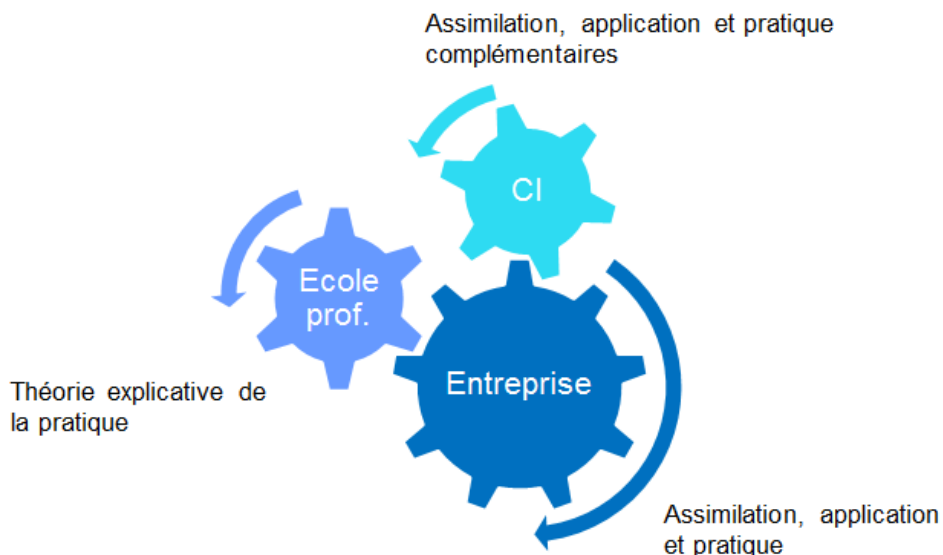 Assimilation, application et pratique
complémentaires
CI
Ecole
prof.
Entreprise
Théorie explicative de
la pratique
Assimilation, application
et pratique